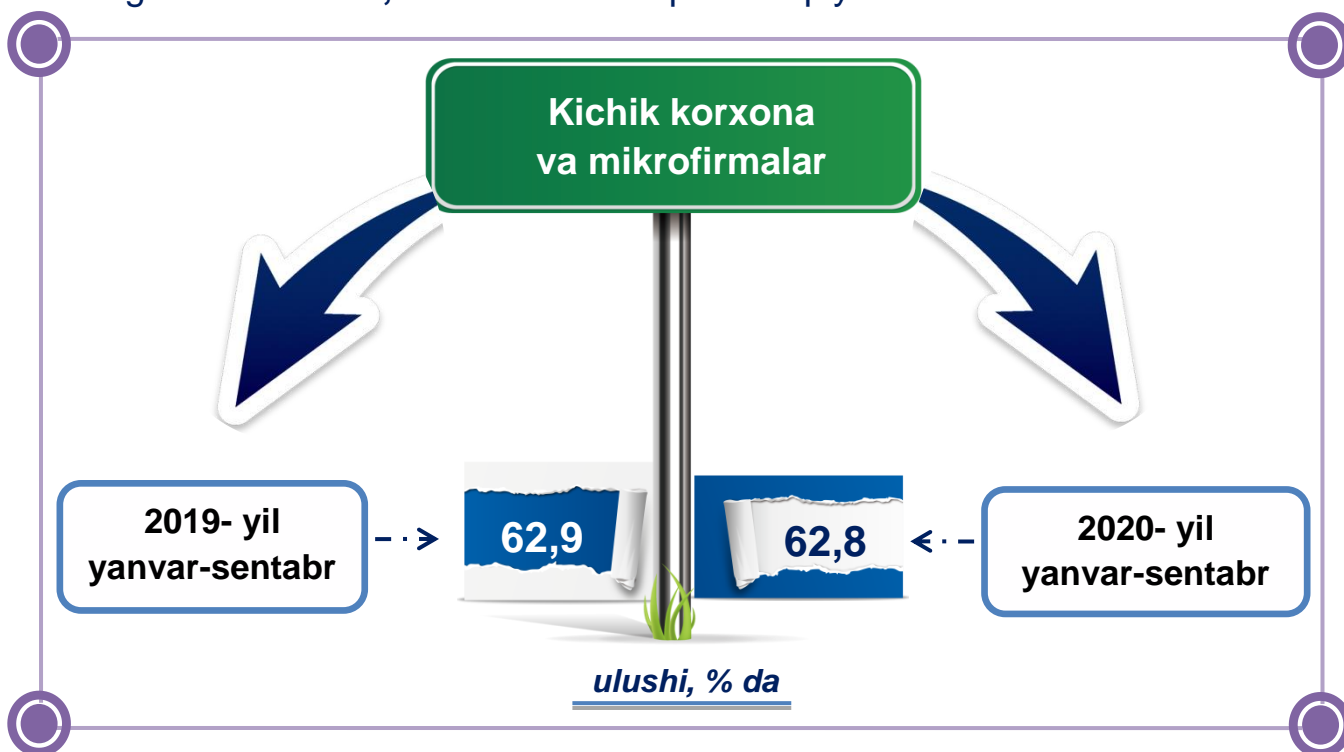 Kichik korxona
va mikrofirmalar
2019- yil
yanvar-sentabr
62,9
62,8
2020- yil
yanvar-sentabr
ulushi, % da